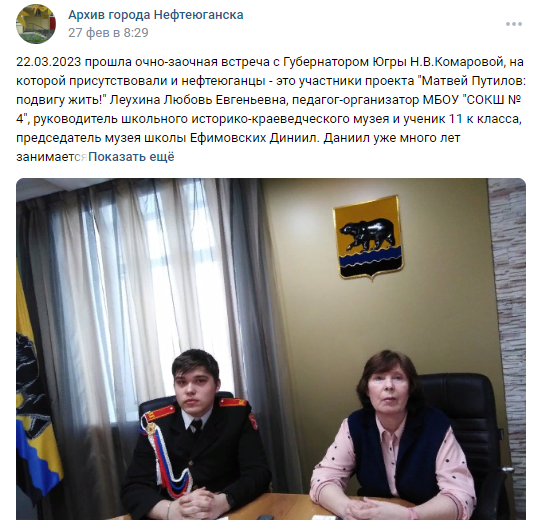 Архив города Нефтеюганска
27 фев в 8:29
22.03.2023 прошла очно-заочная встреча с Губернатором Югры Н.В.Комаровой, на
которой присутствовали и нефтеюганцы - это участники проекта "Матвей Путилов:
подвигу жить!" Леухина Любовь Евгеньевна, педагог-организатор МБОУ "СОКШ №
4", руководитель школьного историко-краеведческого музея и ученик 11 к класса,
председатель музея школы Ефимовских Диниил. Даниил уже много лет
занимается Показать ещё